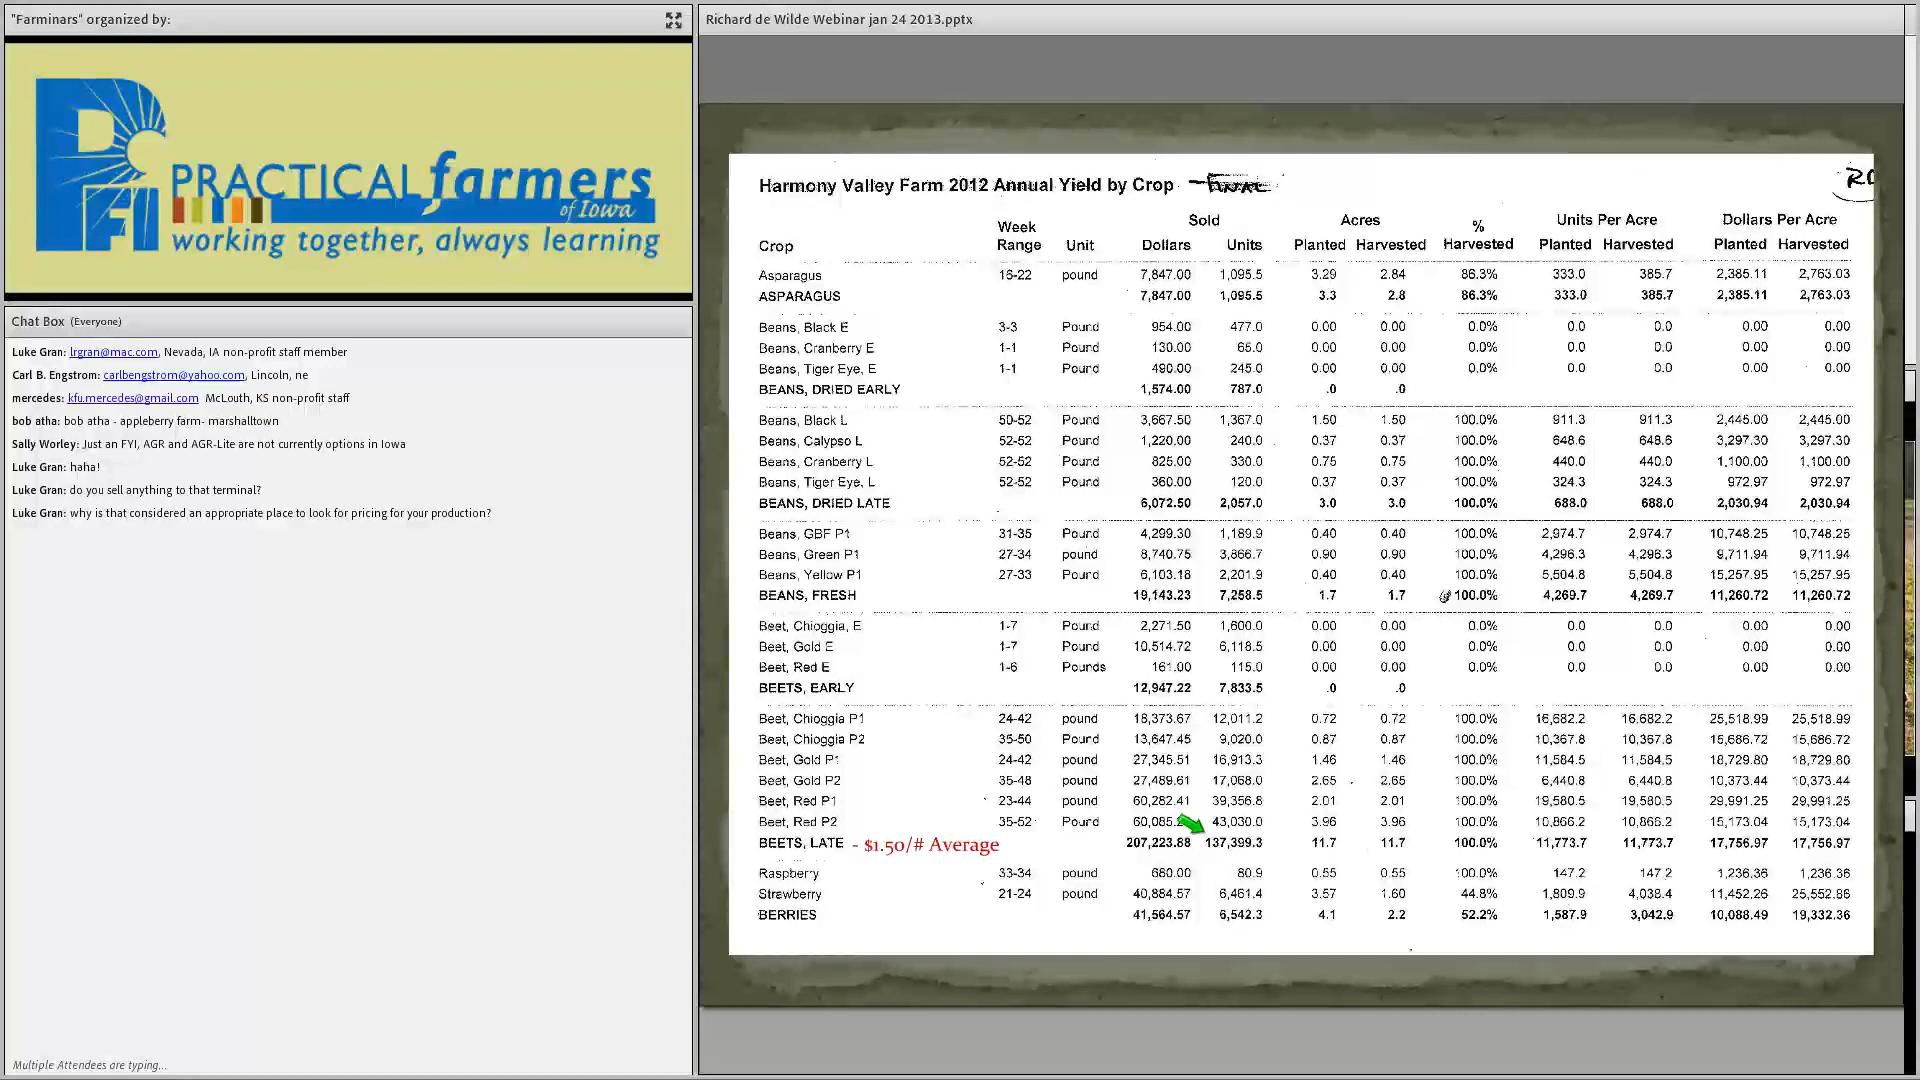 "Farminars" organized by:
PFI
PRACTICAL farmers
of Iowa
working together, always learning
Chat Box (Everyone)
Luke Gran: lrgran@mac.com, Nevada, IA non-profit staff member
Carl B. Engstrom: carlbengstrom@yahoo.com, Lincoln, ne
mercedes: kfu.mercedes@gmail.com McLouth, KS non-profit staff
bob atha: bob atha - appleberry farm- marshalltown
Sally Worley: Just an FYI, AGR and AGR-Lite are not currently options in Iowa
Luke Gran: haha!
Luke Gran: do you sell anything to that terminal?
Luke Gran: why is that considered an appropriate place to look for pricing for your production?
Multiple Attendees are typing...
Richard de Wilde Webinar jan 24 2013.pptx
Harmony Valley Farm 2012 Annual Yield by Crop - FINAL
Sold Acres % Units Per Acre Dollars Per Acre
Crop Week Range Unit Dollars Units Planted Harvested Harvested Planted Harvested Planted Harvested
Asparagus 16-22 pound 7,847.00 1,095.5 3.29 2.84 86.3% 333.0 385.7 2,385.11 2,763.03
ASPARAGUS 7,847.00 1,095.5 3.3 2.8 86.3% 333.0 385.7 2,385.11 2,763.03
Beans, Black E 3-3 Pound 954.00 477.0 0.00 0.00 0.0% 0.0 0.0 0.00 0.00
Beans, Cranberry E 1-1 Pound 130.00 65.0 0.00 0.00 0.0% 0.0 0.0 0.00 0.00
Beans, Tiger Eye, E 1-1 Pound 490.00 245.0 0.00 0.00 0.0% 0.0 0.0 0.00 0.00
BEANS, DRIED EARLY 1,574.00 787.0 .0 .0
Beans, Black L 50-52 Pound 3,667.50 1,367.0 1.50 1.50 100.0% 911.3 911.3 2,445.00 2,445.00
Beans, Calypso L 52-52 Pound 1,220.00 240.0 0.37 0.37 100.0% 648.6 648.6 3,297.30 3,297.30
Beans, Cranberry L 52-52 Pound 825.00 330.0 0.75 0.75 100.0% 440.0 440.0 1,100.00 1,100.00
Beans, Tiger Eye, L 52-52 Pound 360.00 120.0 0.37 0.37 100.0% 324.3 324.3 972.97 972.97
BEANS, DRIED LATE 6,072.50 2,057.0 3.0 3.0 100.0% 688.0 688.0 2,030.94 2,030.94
Beans, GBF P1 31-35 Pound 4,299.30 1,189.9 0.40 0.40 100.0% 2,974.7 2,974.7 10,748.25 10,748.25
Beans, Green P1 27-34 pound 8,740.75 3,866.7 0.90 0.90 100.0% 4,296.3 4,296.3 9,711.94 9,711.94
Beans, Yellow P1 27-33 Pound 6,103.18 2,201.9 0.40 0.40 100.0% 5,504.8 5,504.8 15,257.95 15,257.95
BEANS, FRESH 19,143.23 7,258.5 1.7 1.7 100.0% 4,269.7 4,269.7 11,260.72 11,260.72
Beet, Chioggia, E 1-7 Pound 2,271.50 1,600.0 0.00 0.00 0.0% 0.0 0.0 0.00 0.00
Beet, Gold E 1-7 Pound 10,514.72 6,118.5 0.00 0.00 0.0% 0.0 0.0 0.00 0.00
Beet, Red E 1-6 Pounds 161.00 115.0 0.00 0.00 0.0% 0.0 0.0 0.00 0.00
BEETS, EARLY 12,947.22 7,833.5 .0 .0
Beet, Chioggia P1 24-42 pound 18,373.67 12,011.2 0.72 0.72 100.0% 16,682.2 16,682.2 25,518.99 25,518.99
Beet, Chioggia P2 35-50 Pound 13,647.45 9,020.0 0.87 0.87 100.0% 10,367.8 10,367.8 15,686.72 15,686.72
Beet, Gold P1 24-42 pound 27,345.51 16,913.3 1.46 1.46 100.0% 11,584.5 11,584.5 18,729.80 18,729.80
Beet, Gold P2 35-48 pound 27,489.61 17,068.0 2.65 2.65 100.0% 6,440.8 6,440.8 10,373.44 10,373.44
Beet, Red P1 23-44 pound 60,282.41 39,356.8 2.01 2.01 100.0% 19,580.5 19,580.5 29,991.25 29,991.25
Beet, Red P2 35-52 Pound 43,030.0 3.96 3.96 100.0% 10,866.2 10,866.2 15,173.04 15,173.04
BEETS, LATE - $1.50/# Average 207,223.88 137,399.3 11.7 11.7 100.0% 11,773.7 11,773.7 17,756.97 17,756.97
Raspberry 33-34 pound 680.00 80.9 0.55 0.55 100.0% 147.2 147.2 1,236.36 1,236.36
Strawberry 21-24 pound 40,884.57 6,461.4 3.57 1.60 44.8% 1,809.9 4,038.4 11,452.26 25,552.86
BERRIES 41,564.57 6,542.3 4.1 2.2 52.2% 1,587.9 3,042.9 10,088.49 19,332.36